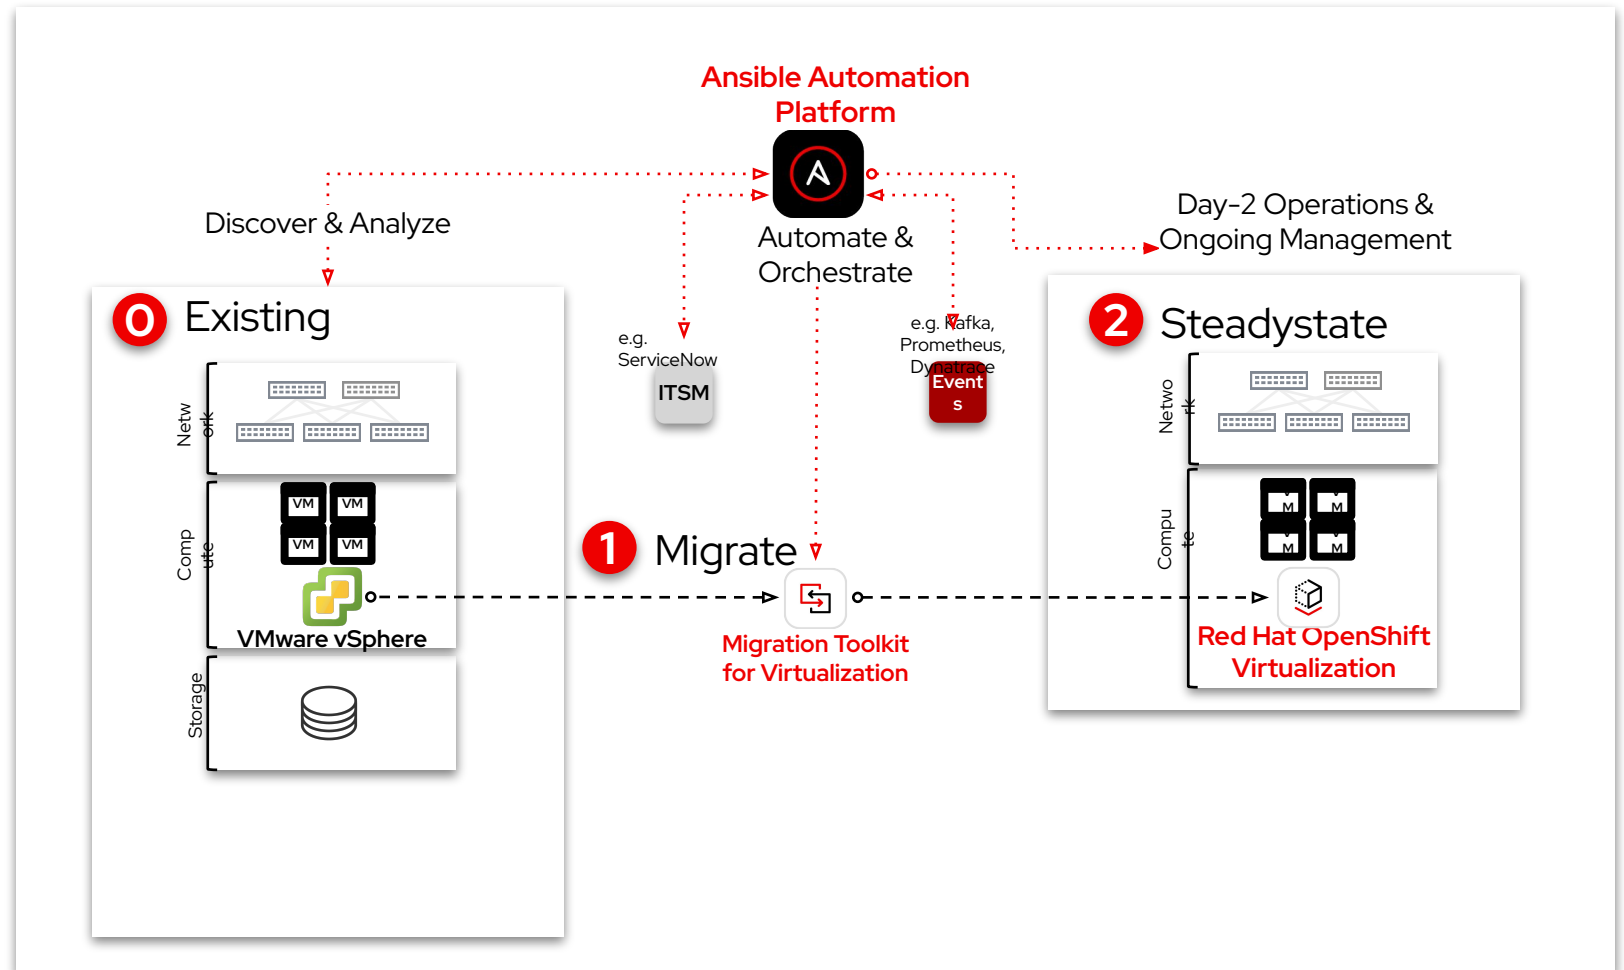 Ansible Automation
Platform
Discover & Analyze
Automate &
Orchestrate
Day-2 Operations &
Ongoing Management
0
Existing
Netw
ork
Comp
ute
VM
VM
VM
VM
VMware vSphere
Storage
e.g.
ServiceNow
ITSM
e.g. Kafka,
Prometheus,
Dynatrace
Event
s
1
Migrate
Migration Toolkit
for Virtualization
2
Steadystate
Netwo
rk
Compu
te
V
M
V
M
V
M
V
M
Red Hat OpenShift
Virtualization